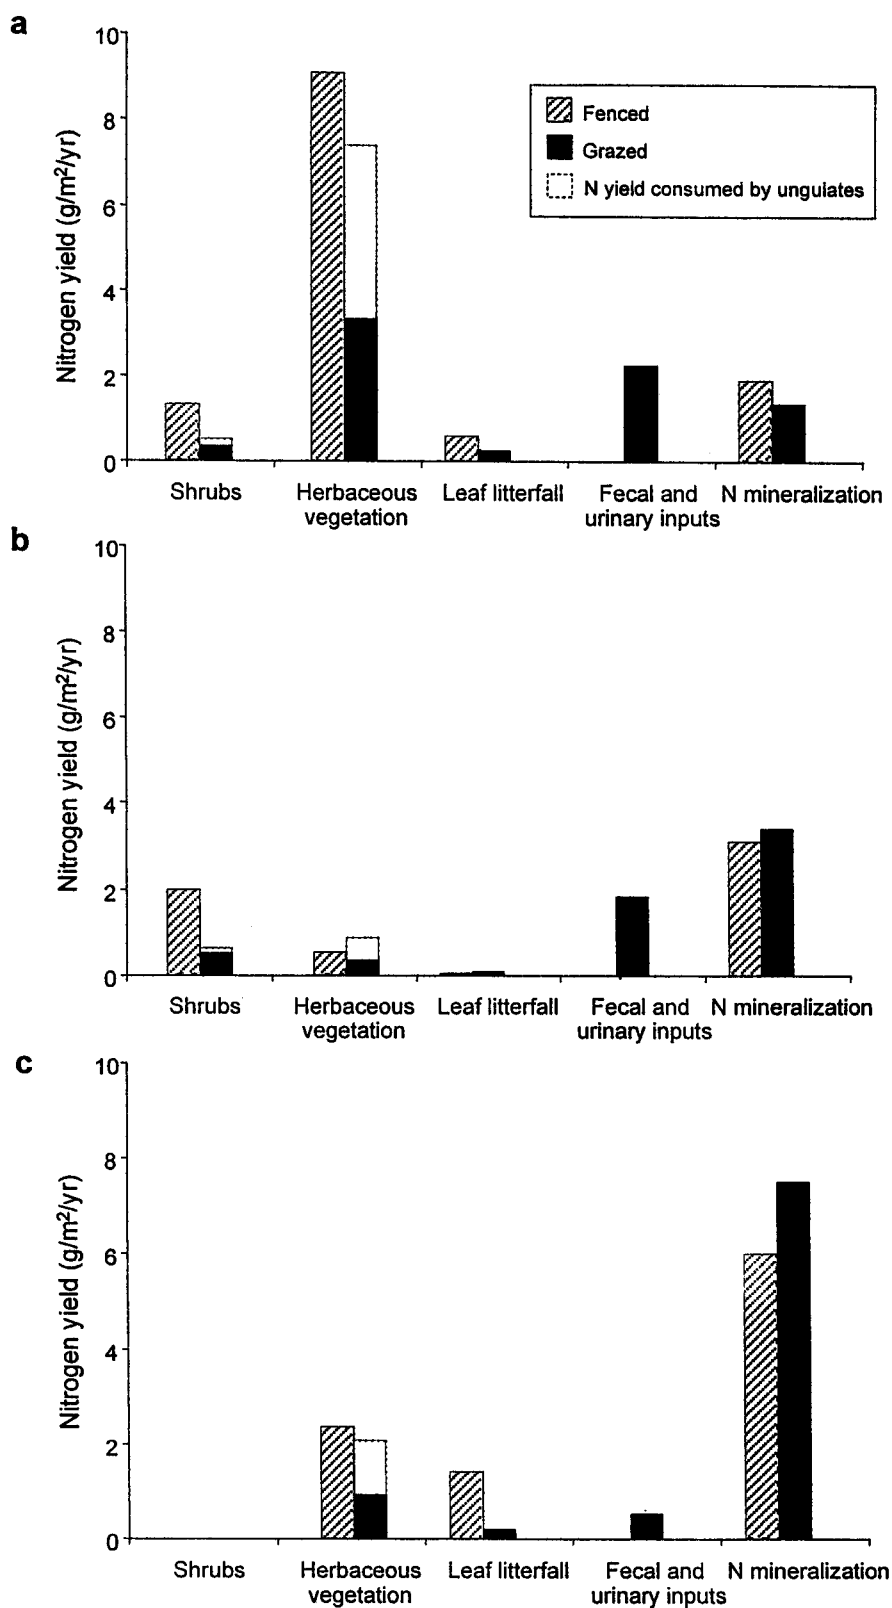 a
Nitrogen yield (g/m²/yr)
10
8
6
4
2
0
Fenced
Grazed
N yield consumed by ungulates
Shrubs
Herbaceous
vegetation
Leaf litterfall
Fecal and
urinary inputs
N mineralization
b
Nitrogen yield (g/m²/yr)
10
8
6
4
2
0
Shrubs
Herbaceous
vegetation
Leaf litterfall
Fecal and
urinary inputs
N mineralization
c
Nitrogen yield (g/m²/yr)
10
8
6
4
2
0
Shrubs
Herbaceous
vegetation
Leaf litterfall
Fecal and
urinary inputs
N mineralization